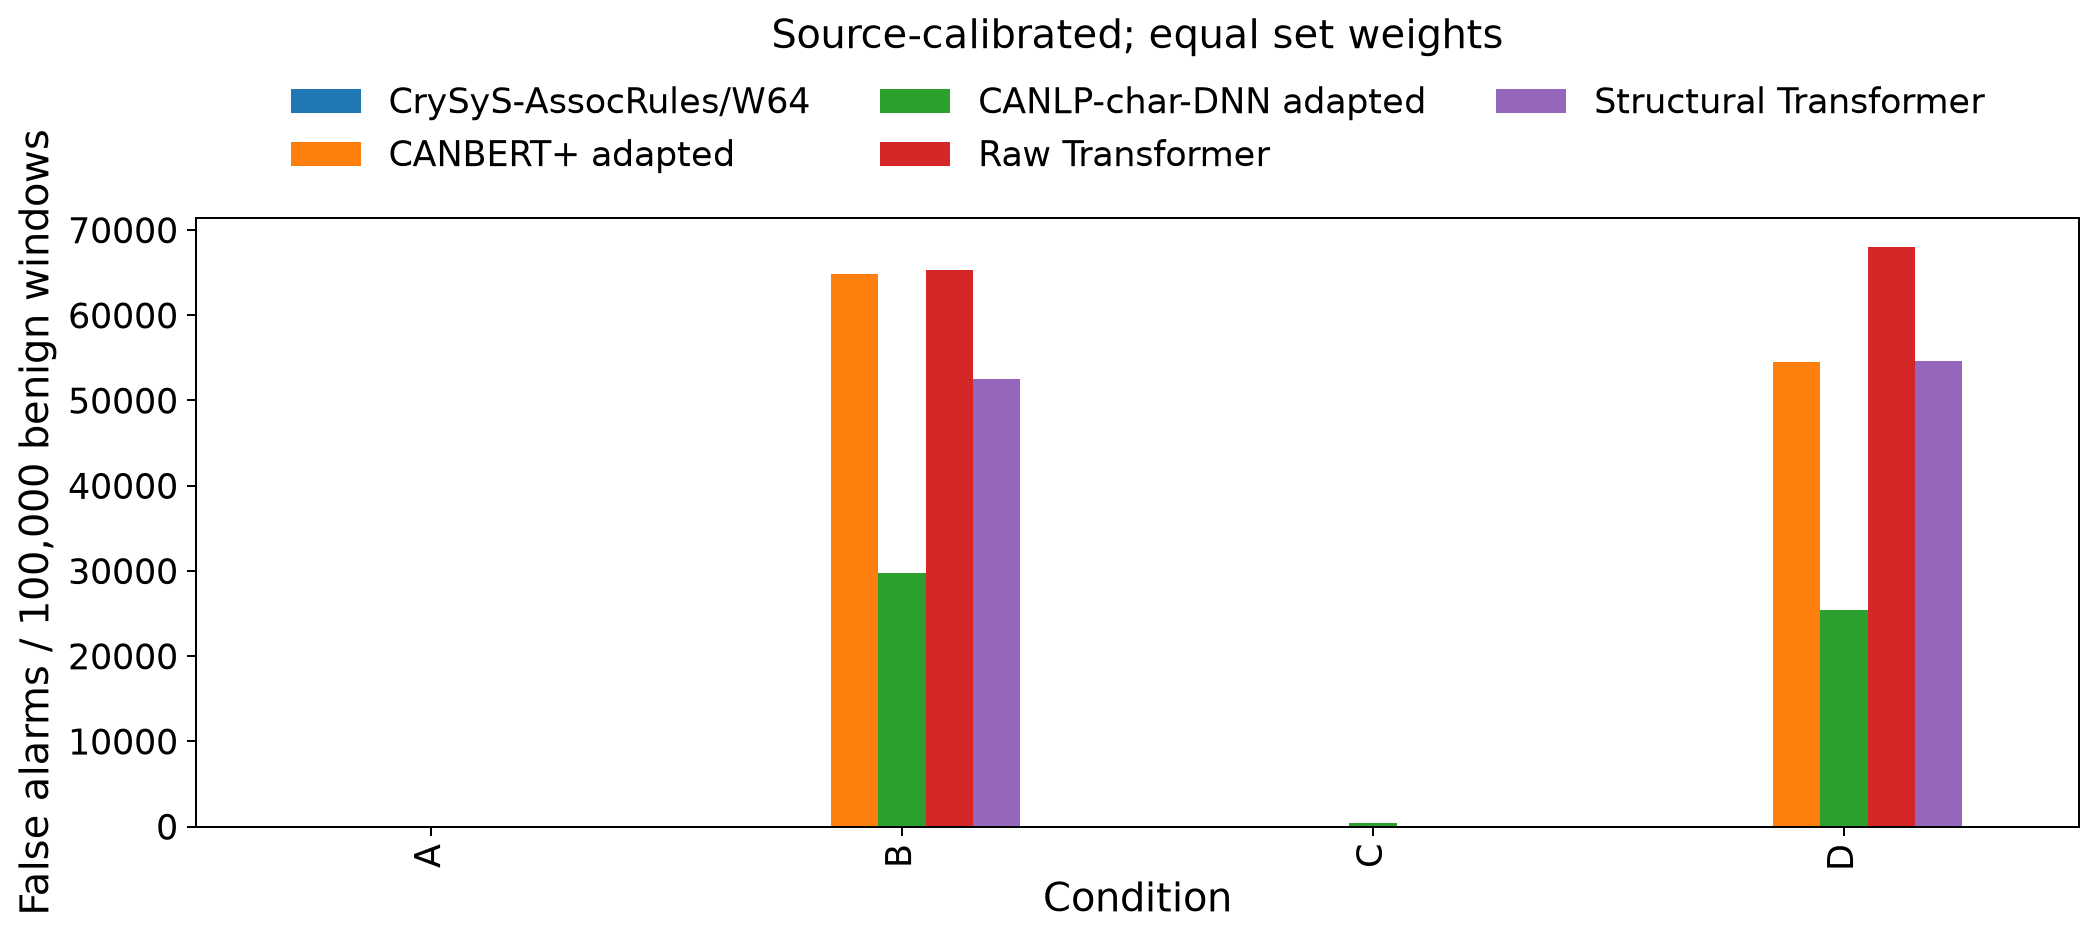 Source-calibrated; equal set weights
CrySyS-AssocRules/W64
CANBERT+ adapted
CANLP-char-DNN adapted
Raw Transformer
Structural Transformer
False alarms / 100,000 benign windows
70000
60000
50000
40000
30000
20000
10000
0
A
B
C
D
Condition